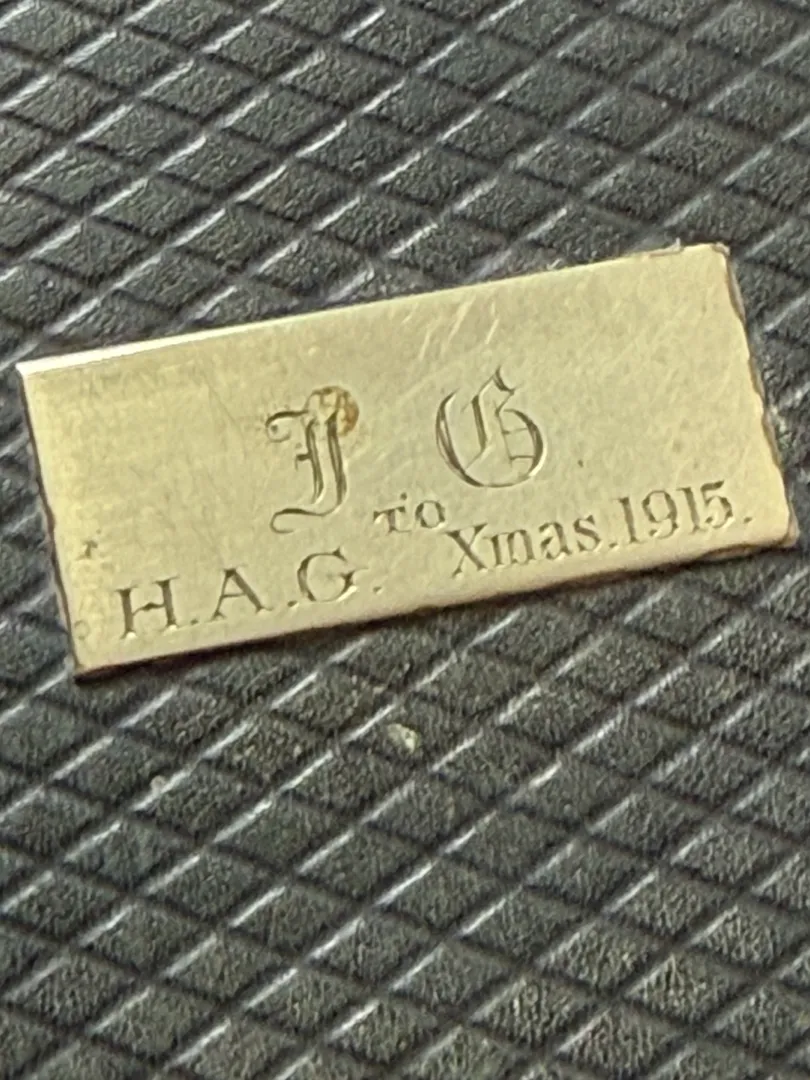 J G
TO
H.A.G. Xmas.1915.